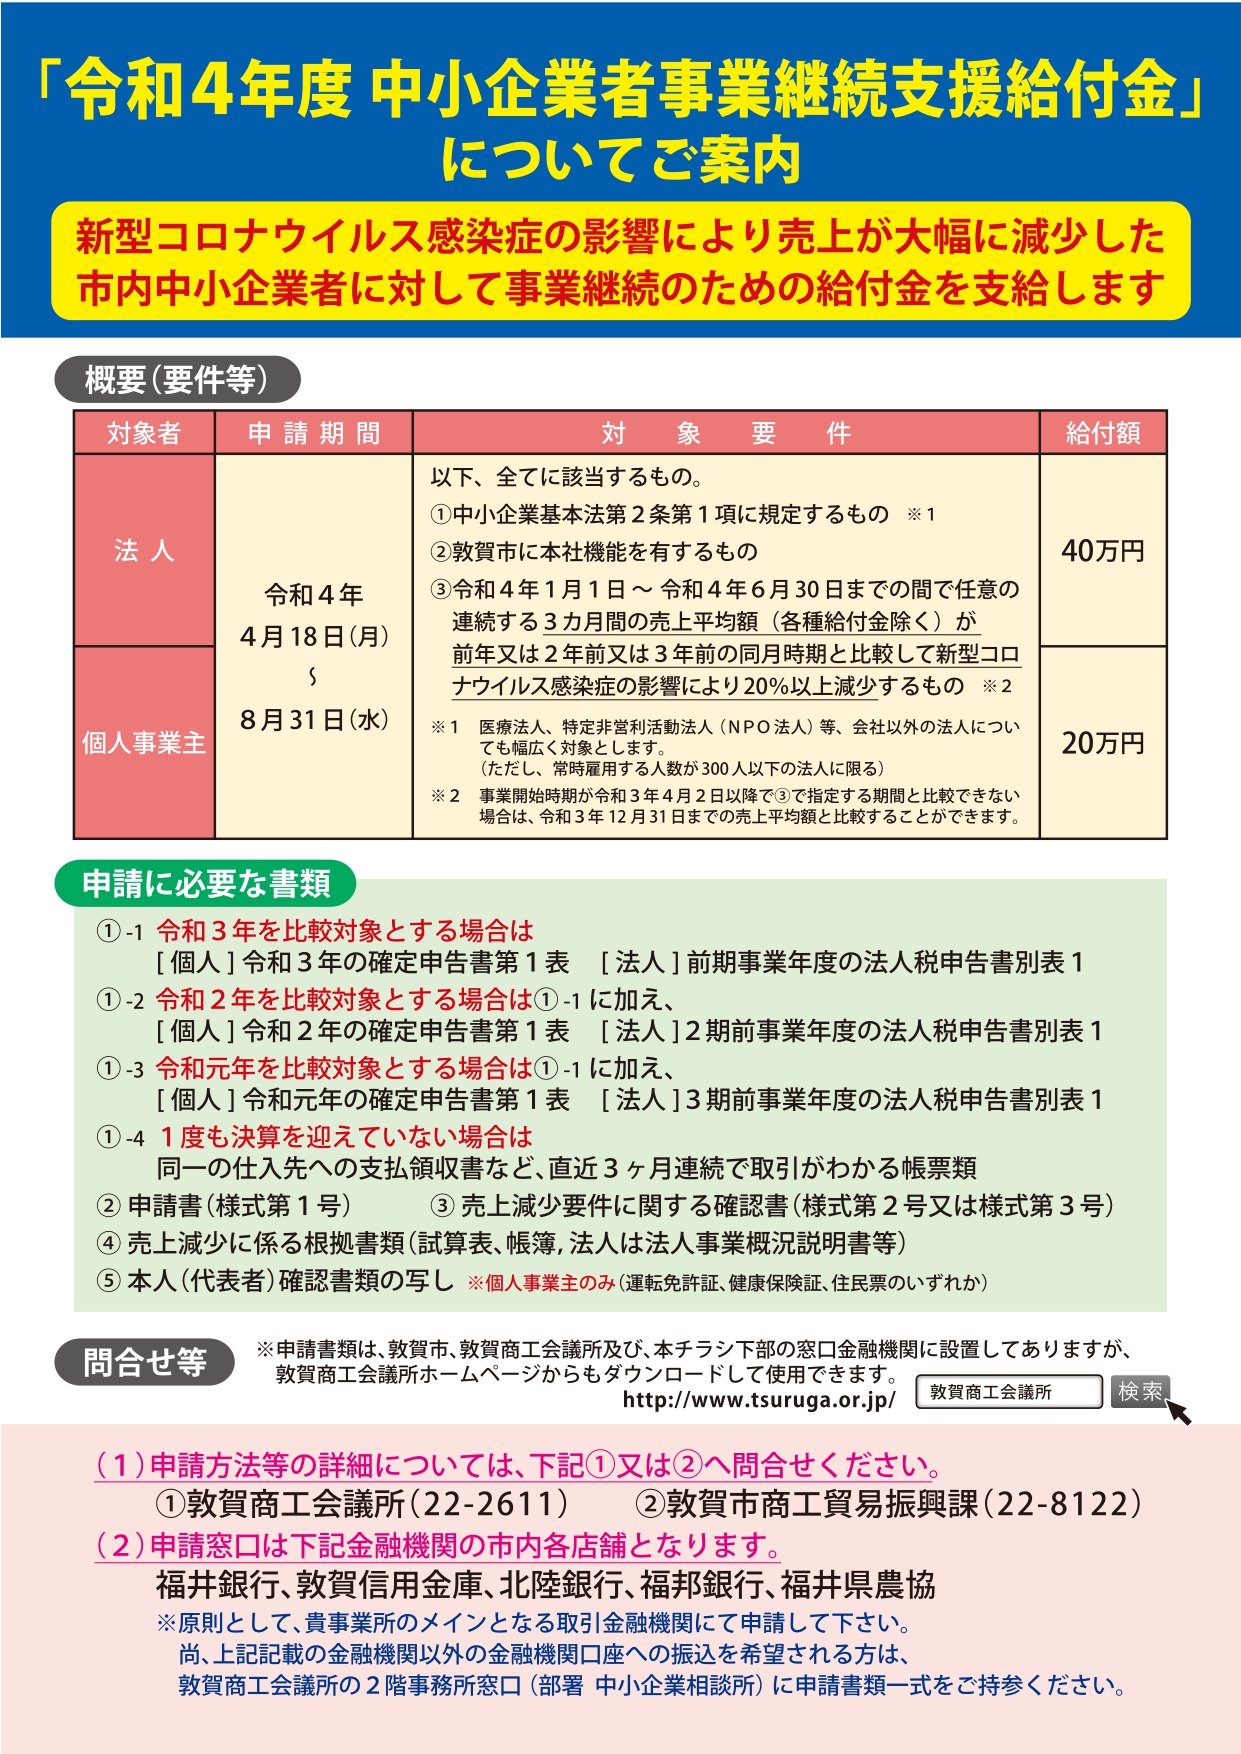 「令和４年度 中小企業者事業継続支援給付金」
についてご案内
新型コロナウイルス感染症の影響により売上が大幅に減少した
市内中小企業者に対して事業継続のための給付金を支給します
概要（要件等）
対象者 申請期間 対象要件 給付額
法人
個人事業主
令和４年
４月18日（月）
〜
８月31日（水）
以下、全てに該当するもの。
①中小企業基本法第２条第１項に規定するもの ※１
②敦賀市に本社機能を有するもの
③令和４年１月１日～令和４年６月30日までの間で任意の
連続する３カ月間の売上平均額（各種給付金除く）が
前年又は２年前又は３年前の同月時期と比較して新型コロ
ナウイルス感染症の影響により20％以上減少するもの ※２
※１ 医療法人、特定非営利活動法人（ＮＰＯ法人）等、会社以外の法人につい
ても幅広く対象とします。
（ただし、常時雇用する人数が300人以下の法人に限る）
※２ 事業開始時期が令和３年４月２日以降で③で指定する期間と比較できない
場合は、令和３年12月31日までの売上平均額と比較することができます。
40万円
20万円
申請に必要な書類
①-1 令和３年を比較対象とする場合は
[個人]令和３年の確定申告書第１表 [法人]前期事業年度の法人税申告書別表１
①-2 令和２年を比較対象とする場合は①-1に加え、
[個人]令和２年の確定申告書第１表 [法人]２期前事業年度の法人税申告書別表１
①-3 令和元年を比較対象とする場合は①-1に加え、
[個人]令和元年の確定申告書第１表 [法人]３期前事業年度の法人税申告書別表１
①-4 １度も決算を迎えていない場合は
同一の仕入先への支払領収書など、直近３ヶ月連続で取引がわかる帳票類
②申請書（様式第１号） ③売上減少要件に関する確認書（様式第２号又は様式第３号）
④売上減少に係る根拠書類（試算表、帳簿,法人は法人事業概況説明書等）
⑤本人（代表者）確認書類の写し ※個人事業主のみ（運転免許証、健康保険証、住民票のいずれか）
問合せ等
※申請書類は、敦賀市、敦賀商工会議所及び、本チラシ下部の窓口金融機関に設置してありますが、
敦賀商工会議所ホームページからもダウンロードして使用できます。
http://www.tsuruga.or.jp/ 敦賀商工会議所 検索
（１）申請方法等の詳細については、下記①又は②へ問合せください。
①敦賀商工会議所（22-2611） ②敦賀市商工貿易振興課（22-8122）
（２）申請窓口は下記金融機関の市内各店舗となります。
福井銀行、敦賀信用金庫、北陸銀行、福邦銀行、福井県農協
※原則として、貴事業所のメインとなる取引金融機関にて申請して下さい。
尚、上記記載の金融機関以外の金融機関口座への振込を希望される方は、
敦賀商工会議所の２階事務所窓口（部署 中小企業相談所）に申請書類一式をご持参ください。